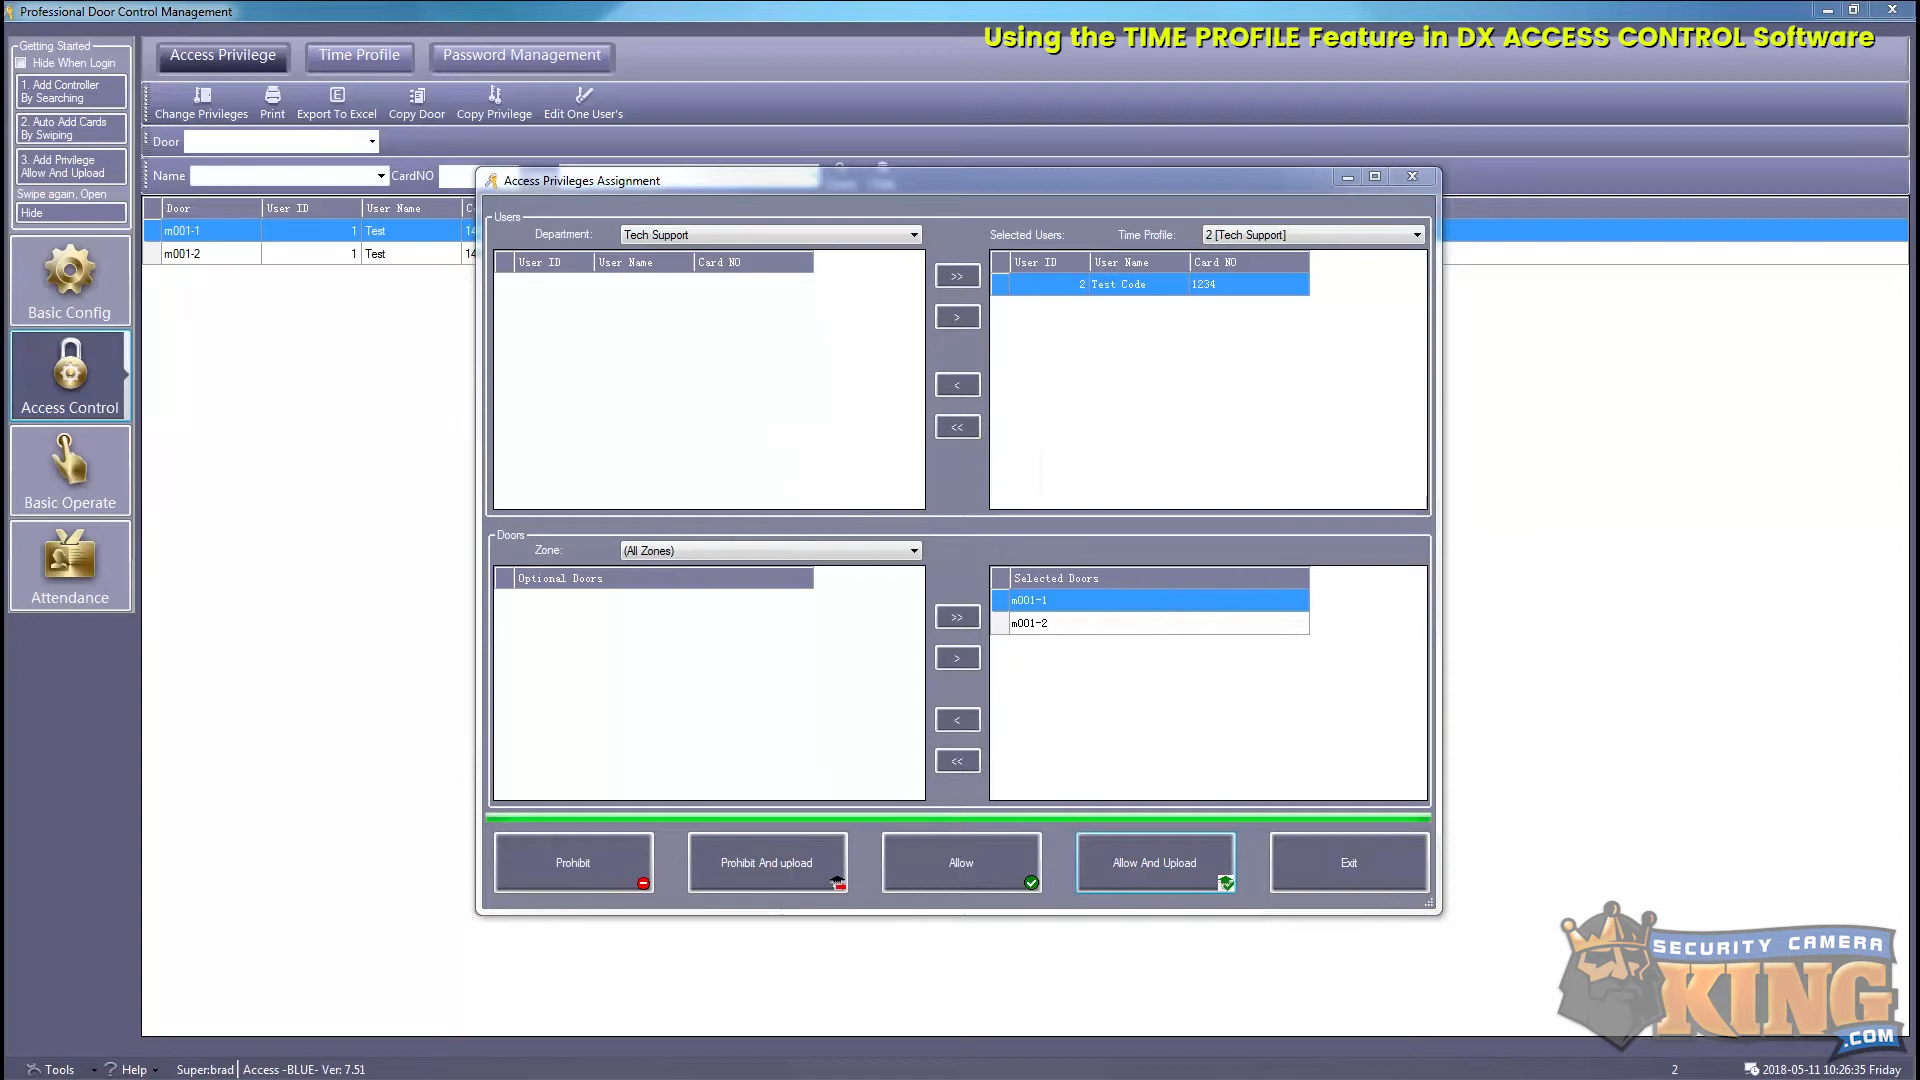 Professional Door Control Management
Using the TIME PROFILE Feature in DX ACCESS CONTROL Software
Getting Started
Hide When Login
1. Add Controller
By Searching
2. Auto Add Cards
By Swiping
3. Add Privilege
Allow And Upload
Swipe again, Open
Hide
Basic Config
Access Control
Basic Operate
Attendance
Access Privilege Time Profile Password Management
Change Privileges Print Export To Excel Copy Door Copy Privilege Edit One User's
Door
Name CardNO
Door User ID User Name
m001-1 1 Test 14
m001-2 1 Test 14
Access Privileges Assignment
Users
Department: Tech Support Selected Users: Time Profile: 2 [Tech Support]
User ID User Name Card NO
>>
>
<
<<
User ID User Name Card NO
2 Test Code 1234
Doors
Zone: (All Zones)
Optional Doors
>>
>
<
<<
Selected Doors
m001-1
m001-2
Prohibit Prohibit And upload Allow Allow And Upload Exit
SECURITY CAMERA
KING
.COM
Tools Help Super:brad Access -BLUE- Ver: 7.51 2 2018-05-11 10:26:35 Friday